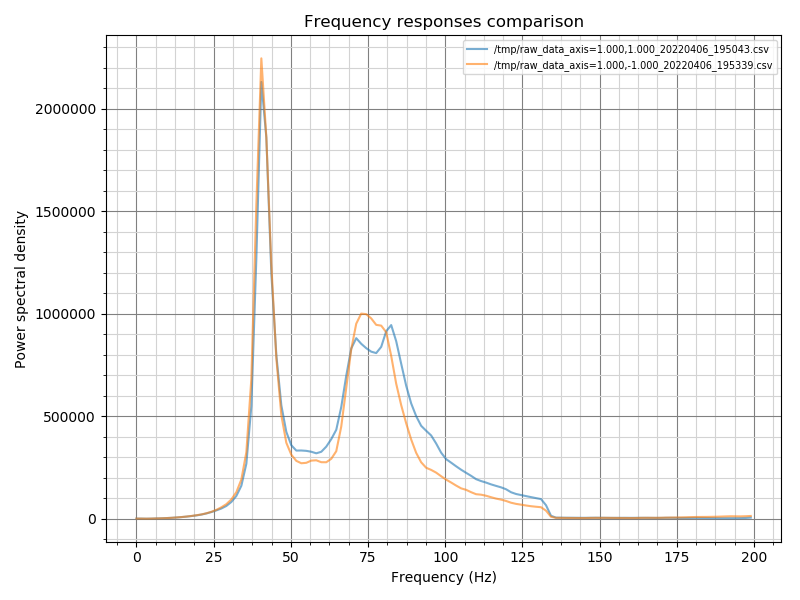 Frequency responses comparison
/tmp/raw_data_axis=1.000,1.000_20220406_195043.csv
/tmp/raw_data_axis=1.000,-1.000_20220406_195339.csv
2000000
1500000
1000000
500000
0
Power spectral density
0 25 50 75 100 125 150 175 200
Frequency (Hz)